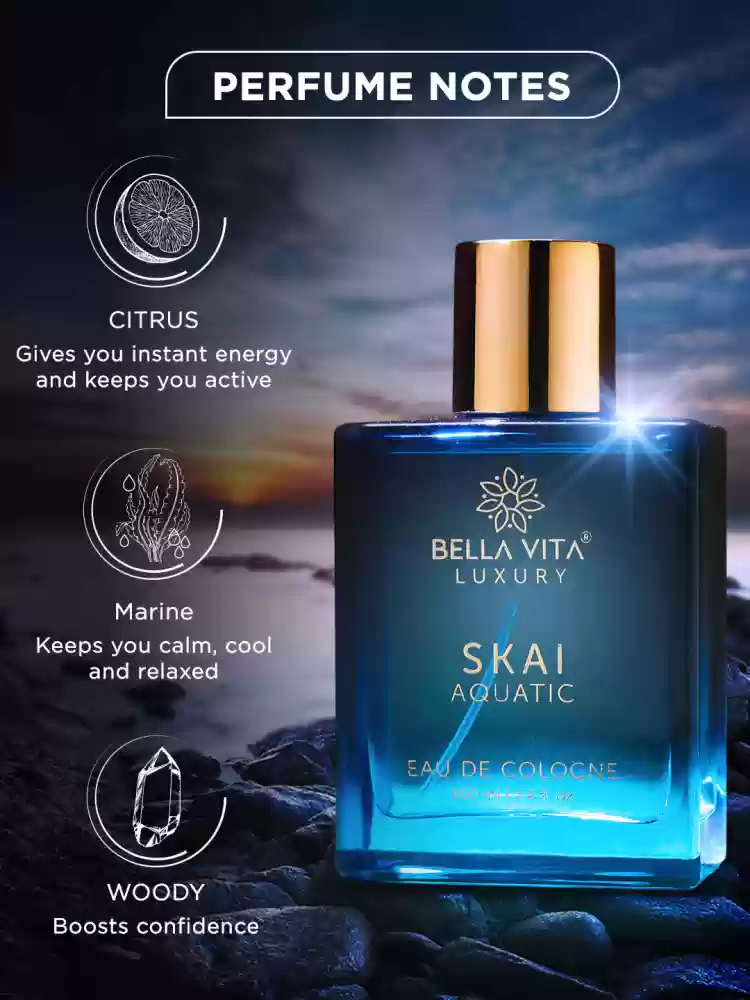 PERFUME NOTES
CITRUS
Gives you instant energy
and keeps you active
Marine
Keeps you calm, cool
and relaxed
WOODY
Boosts confidence
BELLA VITA®
LUXURY
SKAI
AQUATIC
EAU DE COLOGNE